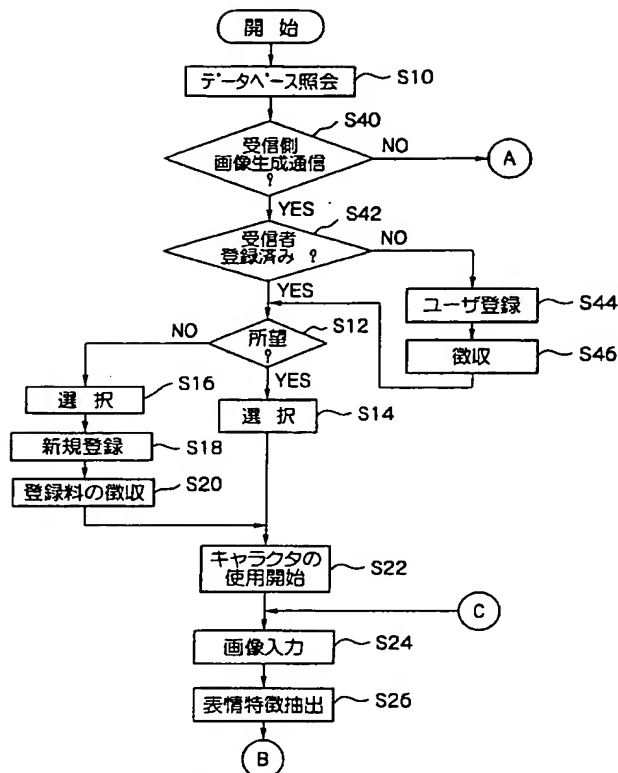 開 始
データベース照会
S10
S40
受信側
画像生成通信
?
NO
A
YES
S42
受信者
登録済み ?
NO
YES
ユーザ登録
S44
S12
所望
?
NO
徴収
S46
YES
S16
選 択
S14
選 択
新規登録
S18
S20
登録料の徴収
キャラクタの
使用開始
S22
C
S24
画像入力
表情特徴抽出
S26
B